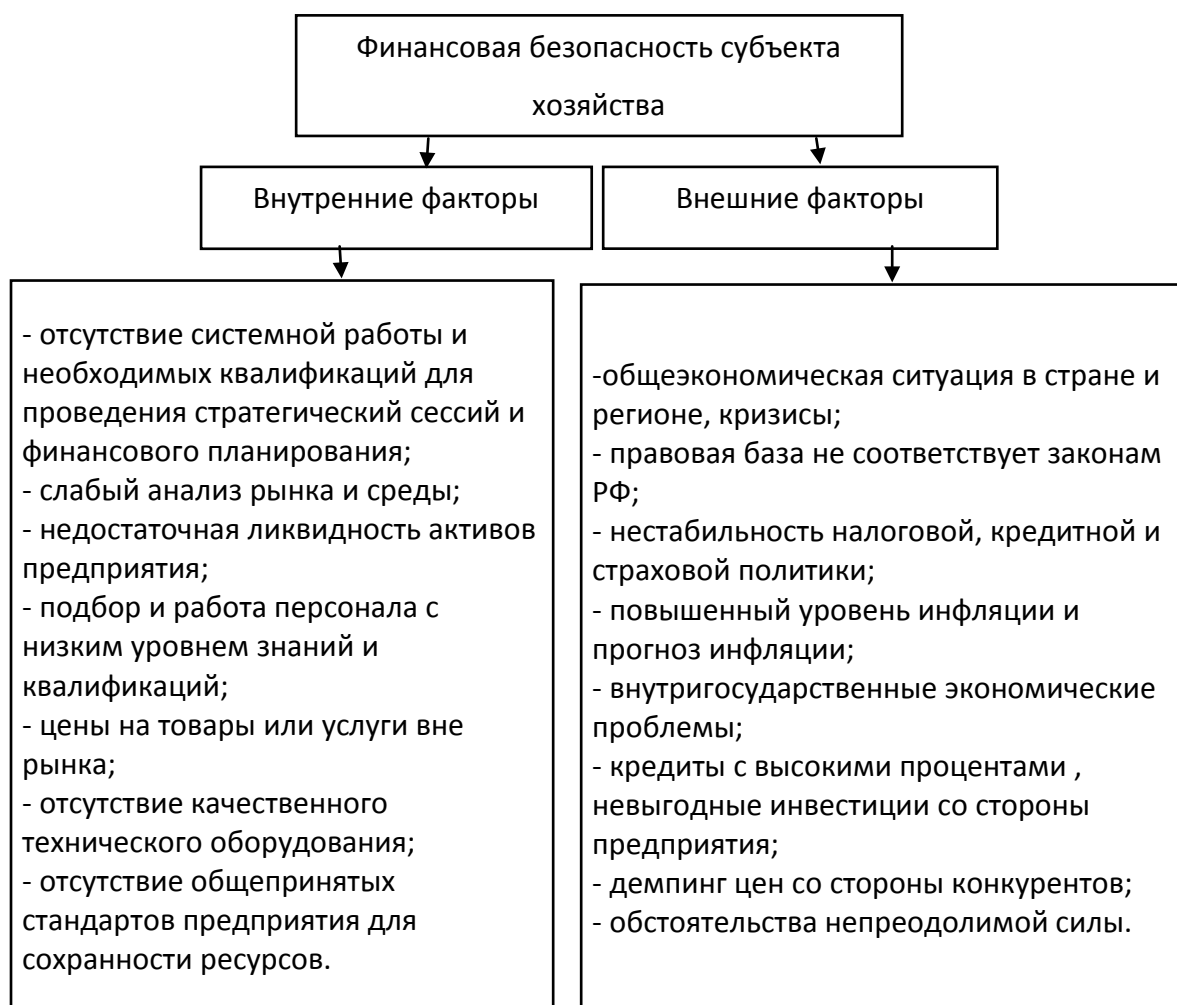 Финансовая безопасность субъекта
хозяйства
Внутренние факторы
Внешние факторы
- отсутствие системной работы и
необходимых квалификаций для
проведения стратегический сессий и
финансового планирования;
- слабый анализ рынка и среды;
- недостаточная ликвидность активов
предприятия;
- подбор и работа персонала с
низким уровнем знаний и
квалификаций;
- цены на товары или услуги вне
рынка;
- отсутствие качественного
технического оборудования;
- отсутствие общепринятых
стандартов предприятия для
сохранности ресурсов.
-общеэкономическая ситуация в стране и
регионе, кризисы;
- правовая база не соответствует законам
РФ;
- нестабильность налоговой, кредитной и
страховой политики;
- повышенный уровень инфляции и
прогноз инфляции;
- внутригосударственные экономические
проблемы;
- кредиты с высокими процентами ,
невыгодные инвестиции со стороны
предприятия;
- демпинг цен со стороны конкурентов;
- обстоятельства непреодолимой силы.